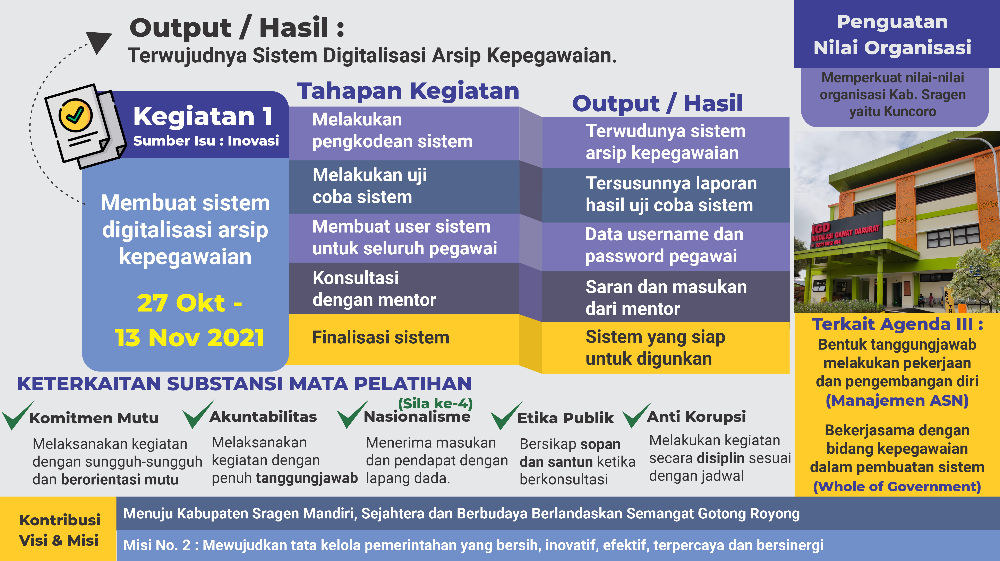 Output / Hasil :
Terwujudnya Sistem Digitalisasi Arsip Kepegawaian.
Kegiatan 1
Sumber Isu : Inovasi
Membuat sistem
digitalisasi arsip
kepegawaian
27 Okt -
13 Nov 2021
Tahapan Kegiatan
Melakukan
pengkodean sistem
Melakukan uji
coba sistem
Membuat user sistem
untuk seluruh pegawai
Konsultasi
dengan mentor
Finalisasi sistem
Output / Hasil
Terwudunya sistem
arsip kepegawaian
Tersusunnya laporan
hasil uji coba sistem
Data username dan
password pegawai
Saran dan masukan
dari mentor
Sistem yang siap
untuk digunkan
Penguatan
Nilai Organisasi
Memperkuat nilai-nilai
organisasi Kab. Sragen
yaitu Kuncoro
IGD
INSTALASI GAWAT DARURAT
0271 6812 494
TEKAN
TOM
Terkait Agenda III :
Bentuk tanggungjawab
melakukan pekerjaan
dan pengembangan diri
(Manajemen ASN)
Bekerjasama dengan
bidang kepegawaian
dalam pembuatan sistem
(Whole of Government)
KETERKAITAN SUBSTANSI MATA PELATIHAN
Komitmen Mutu
Melaksanakan kegiatan
dengan sungguh-sungguh
dan berorientasi mutu
Akuntabilitas
Melaksanakan
kegiatan dengan
penuh tanggungjawab
(Sila ke-4)
Nasionalisme
Menerima masukan
dan pendapat dengan
lapang dada.
Etika Publik
Bersikap sopan
dan santun ketika
berkonsultasi
Anti Korupsi
Melakukan kegiatan
secara disiplin sesuai
dengan jadwal
Kontribusi
Visi & Misi
Menuju Kabupaten Sragen Mandiri, Sejahtera dan Berbudaya Berlandaskan Semangat Gotong Royong
Misi No. 2 : Mewujudkan tata kelola pemerintahan yang bersih, inovatif, efektif, terpercaya dan bersinergi